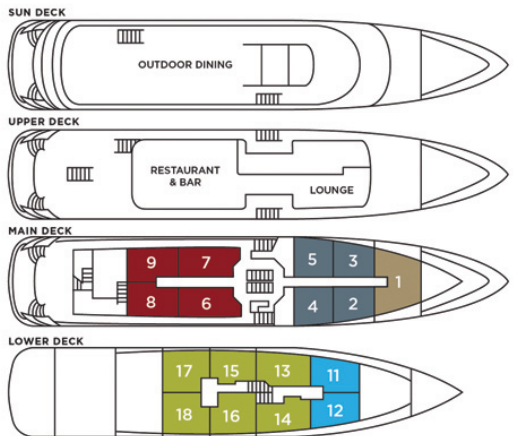 SUN DECK
OUTDOOR DINING
UPPER DECK
RESTAURANT
& BAR
LOUNGE
MAIN DECK
9 7 5 3 1
8 6 4 2
LOWER DECK
17 15 13 11
18 16 14 12